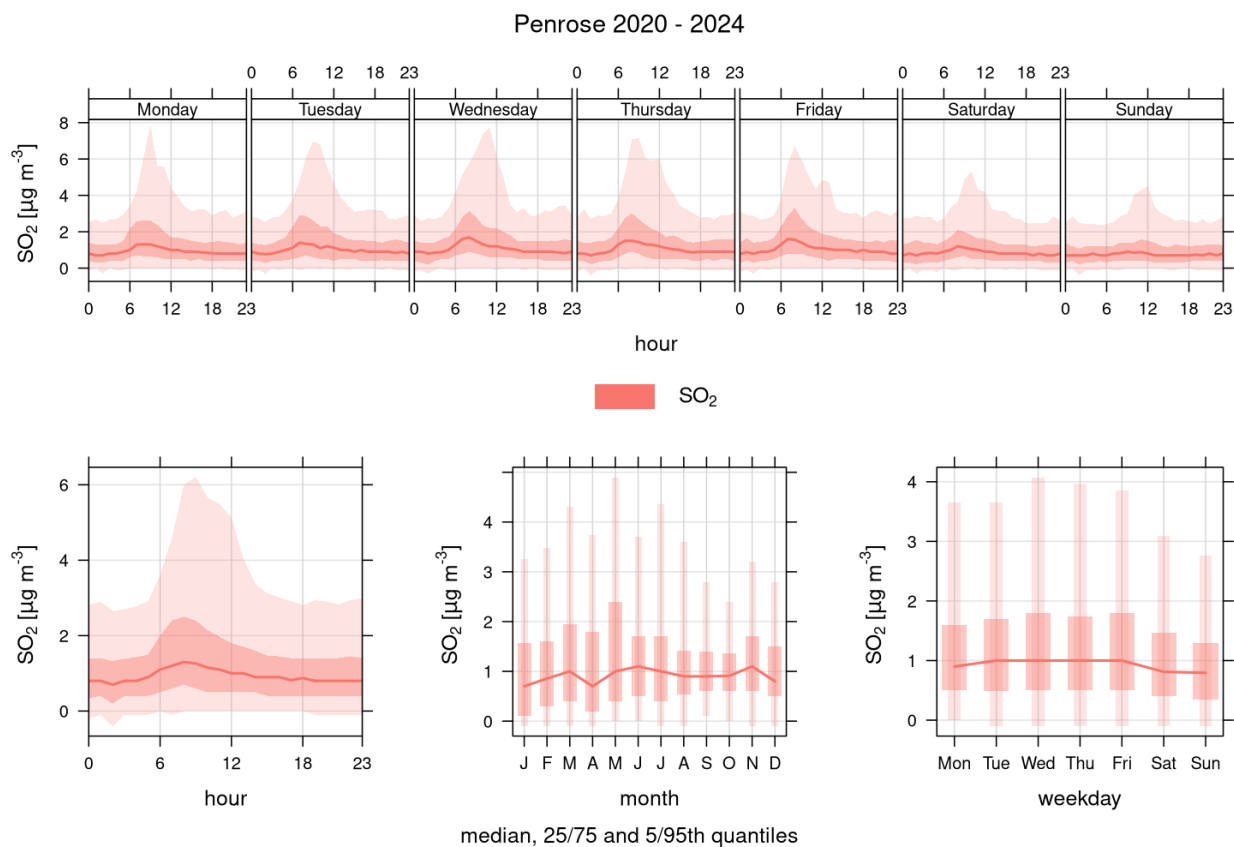 Penrose 2020 - 2024
0 6 12 18 23 0 6 12 18 23 0 6 12 18 23
Monday Tuesday Wednesday Thursday Friday Saturday Sunday
8
6
4
2
0
SO₂ [µg m⁻³]
0 6 12 18 23 0 6 12 18 23 0 6 12 18 23 0 6 12 18 23
hour
SO₂
6
4
2
0
SO₂ [µg m⁻³]
0 6 12 23
hour
4
3
2
1
0
SO₂ [µg m⁻³]
J F M A M J J A S O N D
month
4
3
2
1
0
SO₂ [µg m⁻³]
Mon Tue Wed Thu Fri Sat Sun
weekday
median, 25/75 and 5/95th quantiles